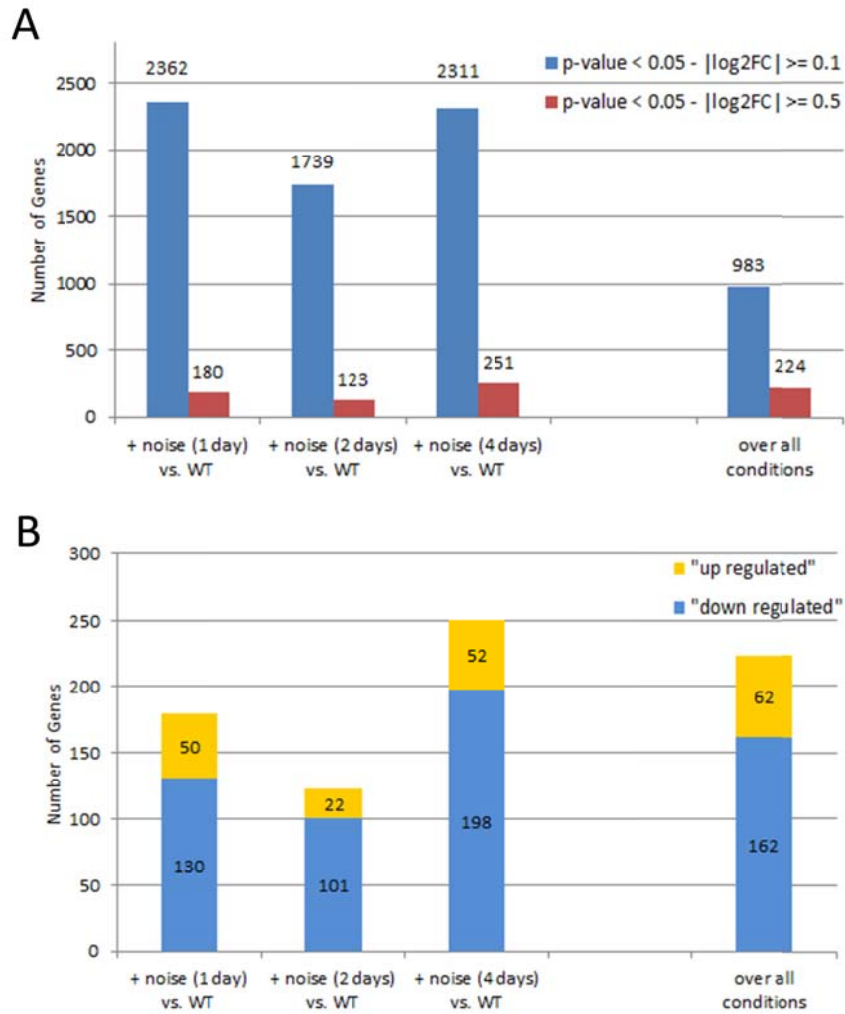 A
p-value < 0.05 - |log2FC| >= 0.1
p-value < 0.05 - |log2FC| >= 0.5
Number of Genes
2500
2000
1500
1000
500
0
2362
180
1739
123
2311
251
983
224
+ noise (1 day)
vs. WT
+ noise (2 days)
vs. WT
+ noise (4 days)
vs. WT
over all
conditions
B
"up regulated"
"down regulated"
Number of Genes
300
250
200
150
100
50
0
50
130
22
101
52
198
62
162
+ noise (1 day)
vs. WT
+ noise (2 days)
vs. WT
+ noise (4 days)
vs. WT
over all
conditions